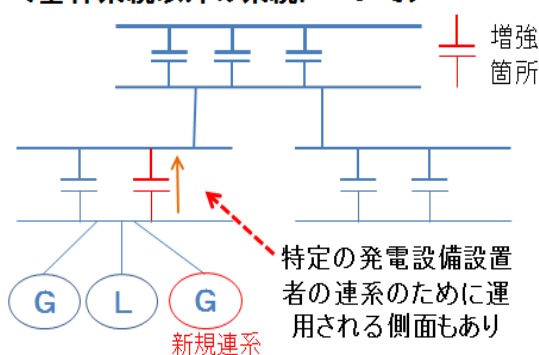 増強
箇所
特定の発電設備設置
者の連系のために運
用される側面もあり
G
L
G
新規連系